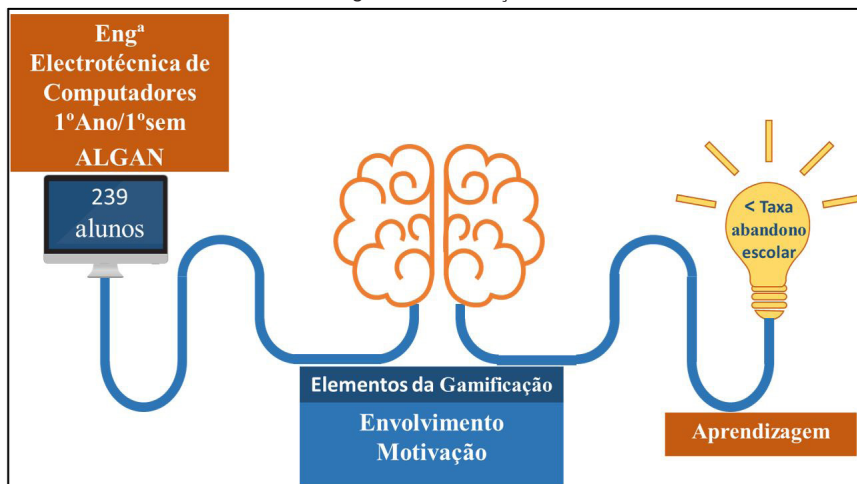 Engª
Electrotécnica de
Computadores
1ºAno/1ºsem
ALGAN
239
alunos
Elementos da Gamificação
Envolvimento
Motivação
< Taxa
abandono
escolar
Aprendizagem